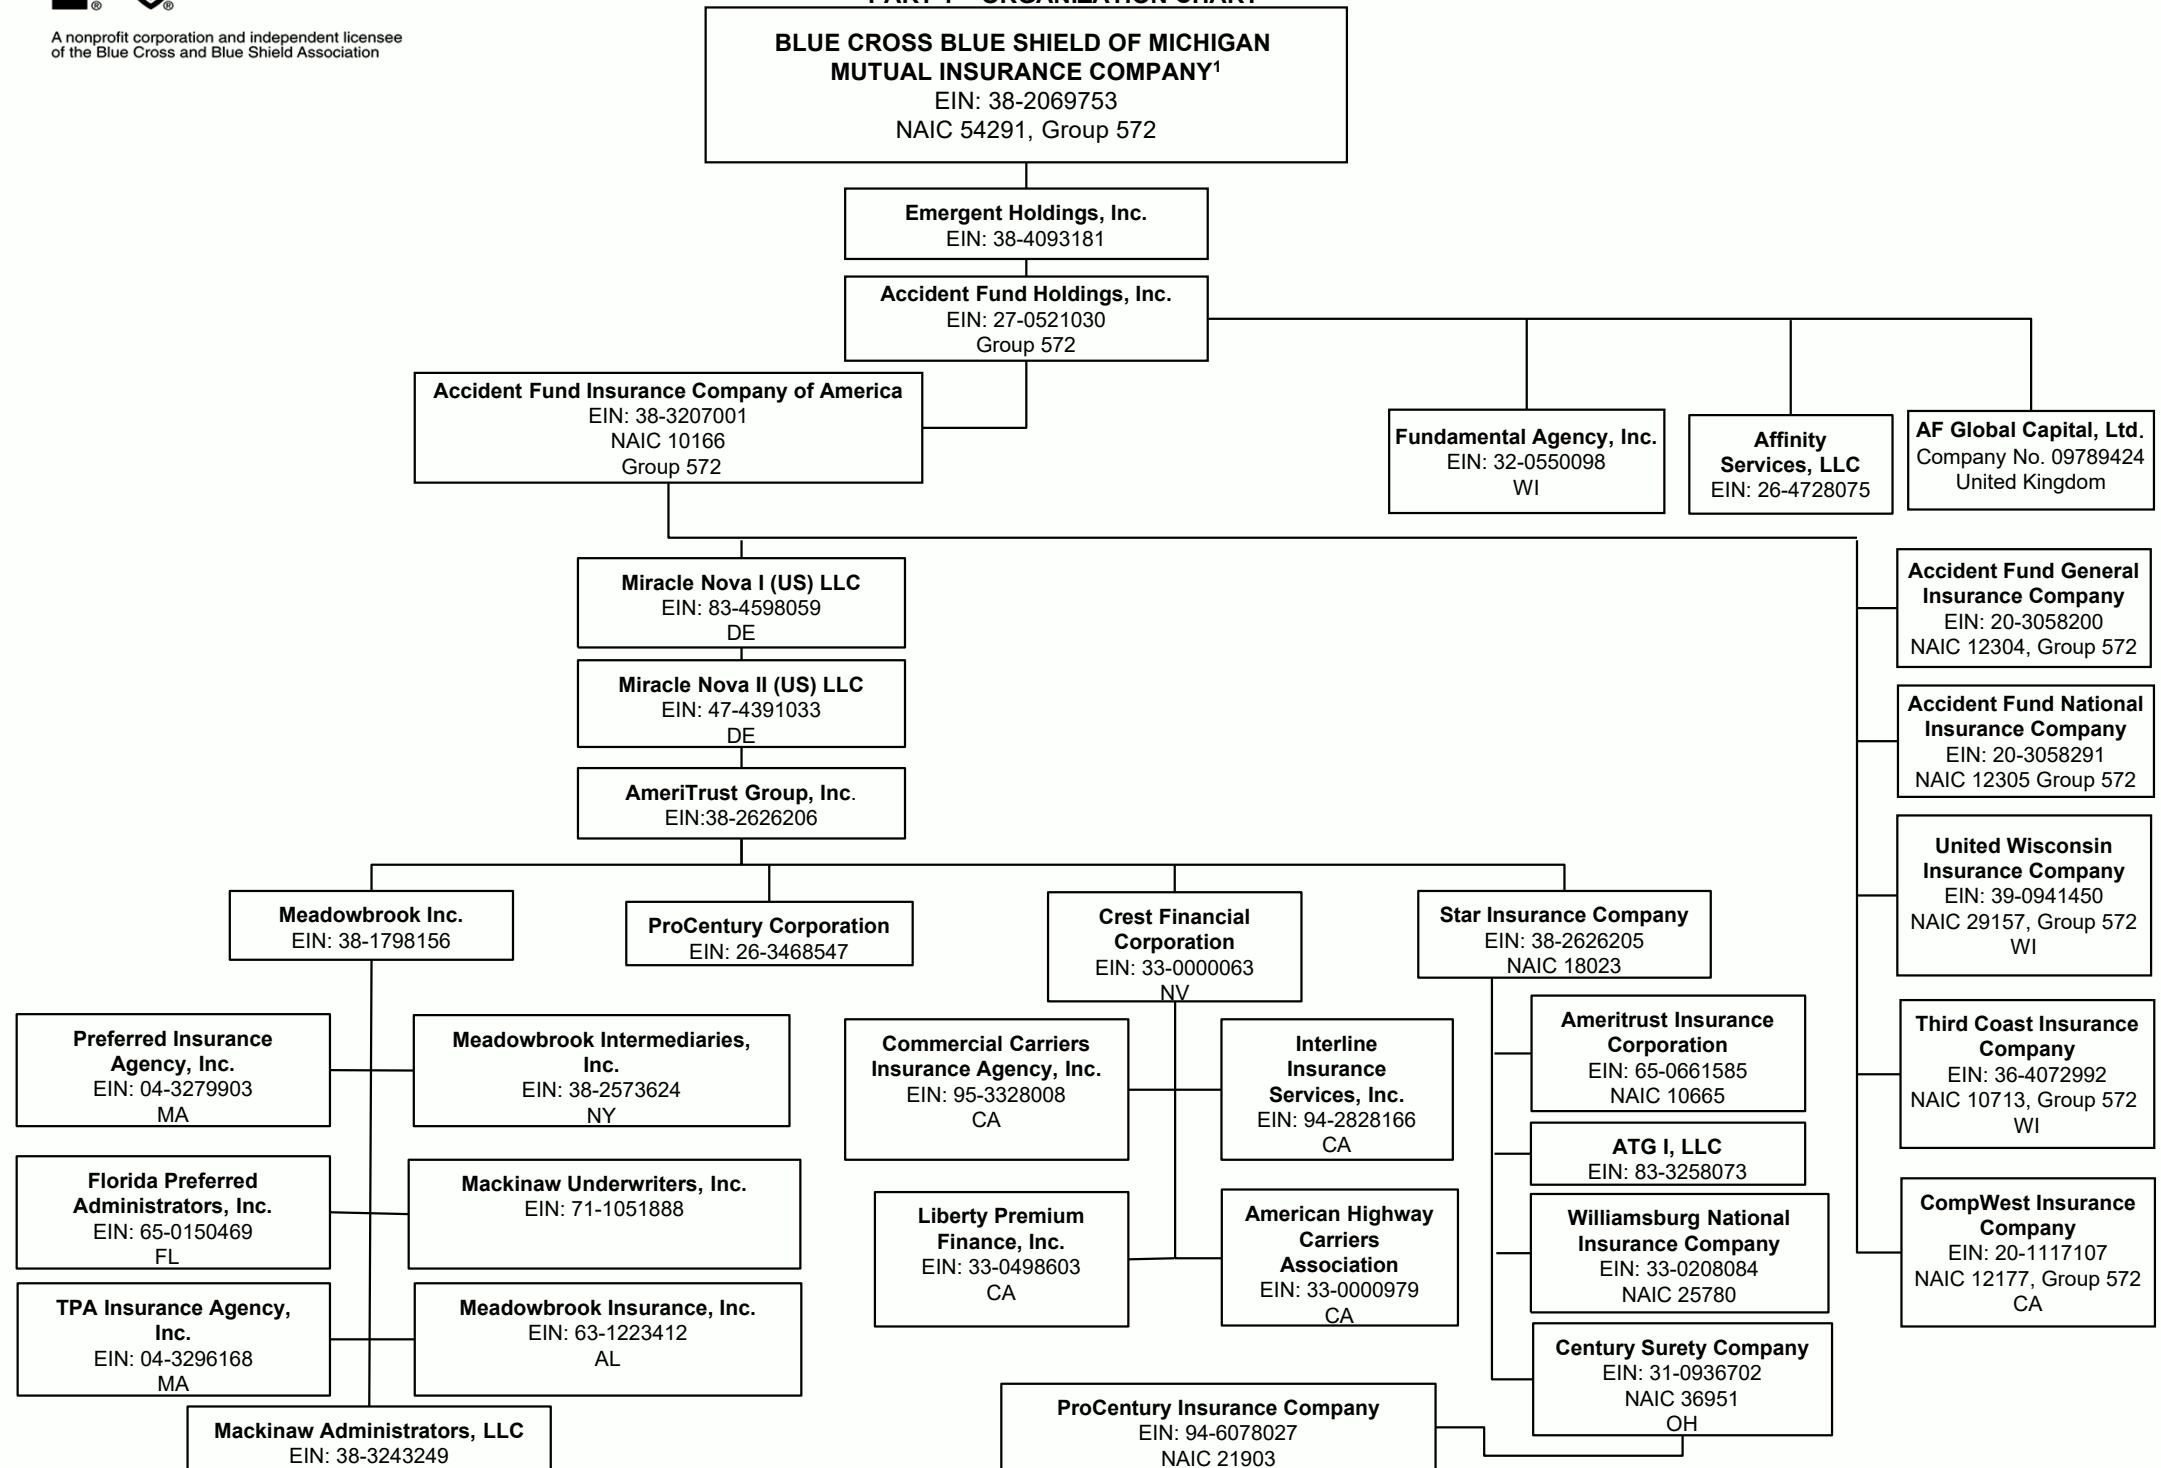 ® ®
A nonprofit corporation and independent licensee
of the Blue Cross and Blue Shield Association
BLUE CROSS BLUE SHIELD OF MICHIGAN
MUTUAL INSURANCE COMPANY¹
EIN: 38-2069753
NAIC 54291, Group 572
Emergent Holdings, Inc.
EIN: 38-4093181
Accident Fund Holdings, Inc.
EIN: 27-0521030
Group 572
Accident Fund Insurance Company of America
EIN: 38-3207001
NAIC 10166
Group 572
Fundamental Agency, Inc.
EIN: 32-0550098
WI
Affinity
Services, LLC
EIN: 26-4728075
AF Global Capital, Ltd.
Company No. 09789424
United Kingdom
Miracle Nova I (US) LLC
EIN: 83-4598059
DE
Miracle Nova II (US) LLC
EIN: 47-4391033
DE
AmeriTrust Group, Inc.
EIN:38-2626206
Accident Fund General
Insurance Company
EIN: 20-3058200
NAIC 12304, Group 572
Accident Fund National
Insurance Company
EIN: 20-3058291
NAIC 12305 Group 572
United Wisconsin
Insurance Company
EIN: 39-0941450
NAIC 29157, Group 572
WI
Third Coast Insurance
Company
EIN: 36-4072992
NAIC 10713, Group 572
WI
CompWest Insurance
Company
EIN: 20-1117107
NAIC 12177, Group 572
CA
Meadowbrook Inc.
EIN: 38-1798156
ProCentury Corporation
EIN: 26-3468547
Crest Financial
Corporation
EIN: 33-0000063
NV
Star Insurance Company
EIN: 38-2626205
NAIC 18023
Preferred Insurance
Agency, Inc.
EIN: 04-3279903
MA
Meadowbrook Intermediaries,
Inc.
EIN: 38-2573624
NY
Florida Preferred
Administrators, Inc.
EIN: 65-0150469
FL
Mackinaw Underwriters, Inc.
EIN: 71-1051888
TPA Insurance Agency,
Inc.
EIN: 04-3296168
MA
Meadowbrook Insurance, Inc.
EIN: 63-1223412
AL
Mackinaw Administrators, LLC
EIN: 38-3243249
Commercial Carriers
Insurance Agency, Inc.
EIN: 95-3328008
CA
Interline
Insurance
Services, Inc.
EIN: 94-2828166
CA
Liberty Premium
Finance, Inc.
EIN: 33-0498603
CA
American Highway
Carriers
Association
EIN: 33-0000979
CA
Ameritrust Insurance
Corporation
EIN: 65-0661585
NAIC 10665
ATG I, LLC
EIN: 83-3258073
Williamsburg National
Insurance Company
EIN: 33-0208084
NAIC 25780
Century Surety Company
EIN: 31-0936702
NAIC 36951
OH
ProCentury Insurance Company
EIN: 94-6078027
NAIC 21903